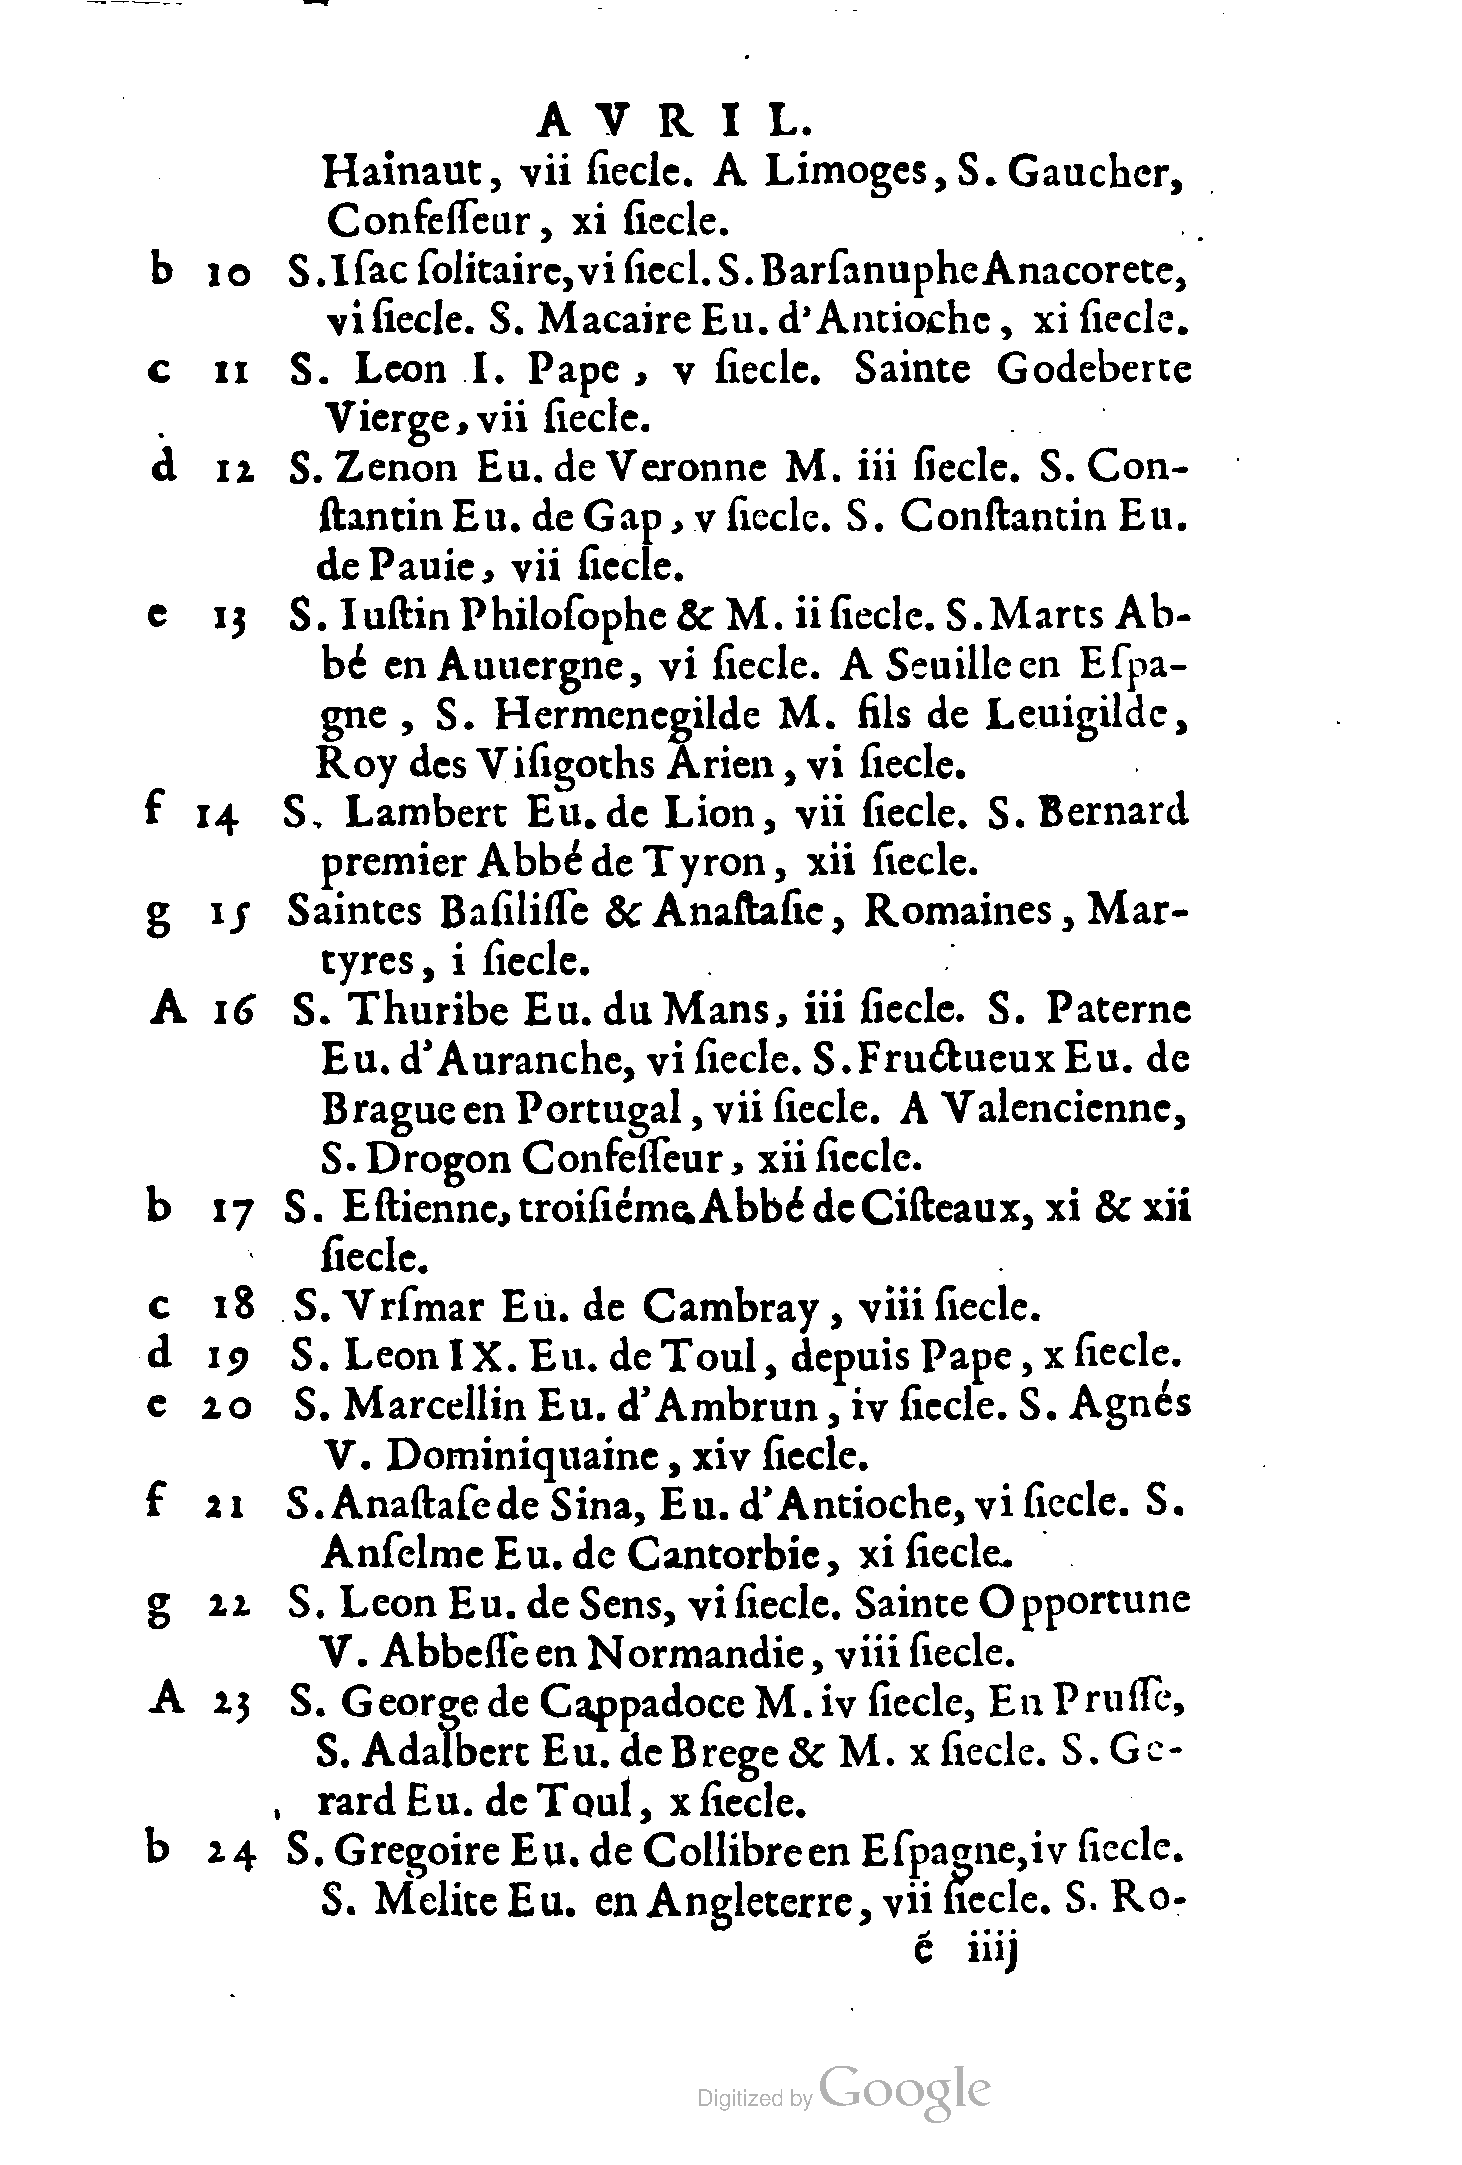 AVRIL.
Hainaut, vii ſiecle. A Limoges, S. Gaucher,
Confeſſeur, xi ſiecle.
b 10 S. Iſac ſolitaire, vi ſiecl. S. Barſanuphe Anacorete,
vi ſiecle. S. Macaire Eu. d'Antioche, xi ſiecle.
c 11 S. Leon I. Pape, v ſiecle. Sainte Godeberte
Vierge, vii ſiecle.
d 12 S. Zenon Eu. de Veronne M. iii ſiecle. S. Con-
ſtantin Eu. de Gap, v ſiecle. S. Conſtantin Eu.
de Pauie, vii ſiecle.
e 13 S. Iuſtin Philoſophe & M. ii ſiecle. S. Marts Ab-
bé en Auuergne, vi ſiecle. A Seuille en Eſpa-
gne, S. Hermenegilde M. fils de Leuigilde,
Roy des Viſigoths Arien, vi ſiecle.
f 14 S. Lambert Eu. de Lion, vii ſiecle. S. Bernard
premier Abbé de Tyron, xii ſiecle.
g 15 Saintes Baſiliſſe & Anaſtaſie, Romaines, Mar-
tyres, i ſiecle.
A 16 S. Thuribe Eu. du Mans, iii ſiecle. S. Paterne
Eu. d'Auranche, vi ſiecle. S. Fructueux Eu. de
Brague en Portugal, vii ſiecle. A Valencienne,
S. Drogon Confeſſeur, xii ſiecle.
b 17 S. Eſtienne, troiſiéme Abbé de Ciſteaux, xi & xii
ſiecle.
c 18 S. Vrſmar Eu. de Cambray, viii ſiecle.
d 19 S. Leon IX. Eu. de Toul, depuis Pape, x ſiecle.
e 20 S. Marcellin Eu. d'Ambrun, iv ſiecle. S. Agnés
V. Dominiquaine, xiv ſiecle.
f 21 S. Anaſtaſe de Sina, Eu. d'Antioche, vi ſiecle. S.
Anſelme Eu. de Cantorbie, xi ſiecle.
g 22 S. Leon Eu. de Sens, vi ſiecle. Sainte Opportune
V. Abbeſſe en Normandie, viii ſiecle.
A 23 S. George de Cappadoce M. iv ſiecle, En Pruſſe,
S. Adalbert Eu. de Brege & M. x ſiecle. S. Ge-
rard Eu. de Toul, x ſiecle.
b 24 S. Gregoire Eu. de Collibre en Eſpagne, iv ſiecle.
S. Melite Eu. en Angleterre, vii ſiecle. S. Ro-
é iiij
Digitized by Google